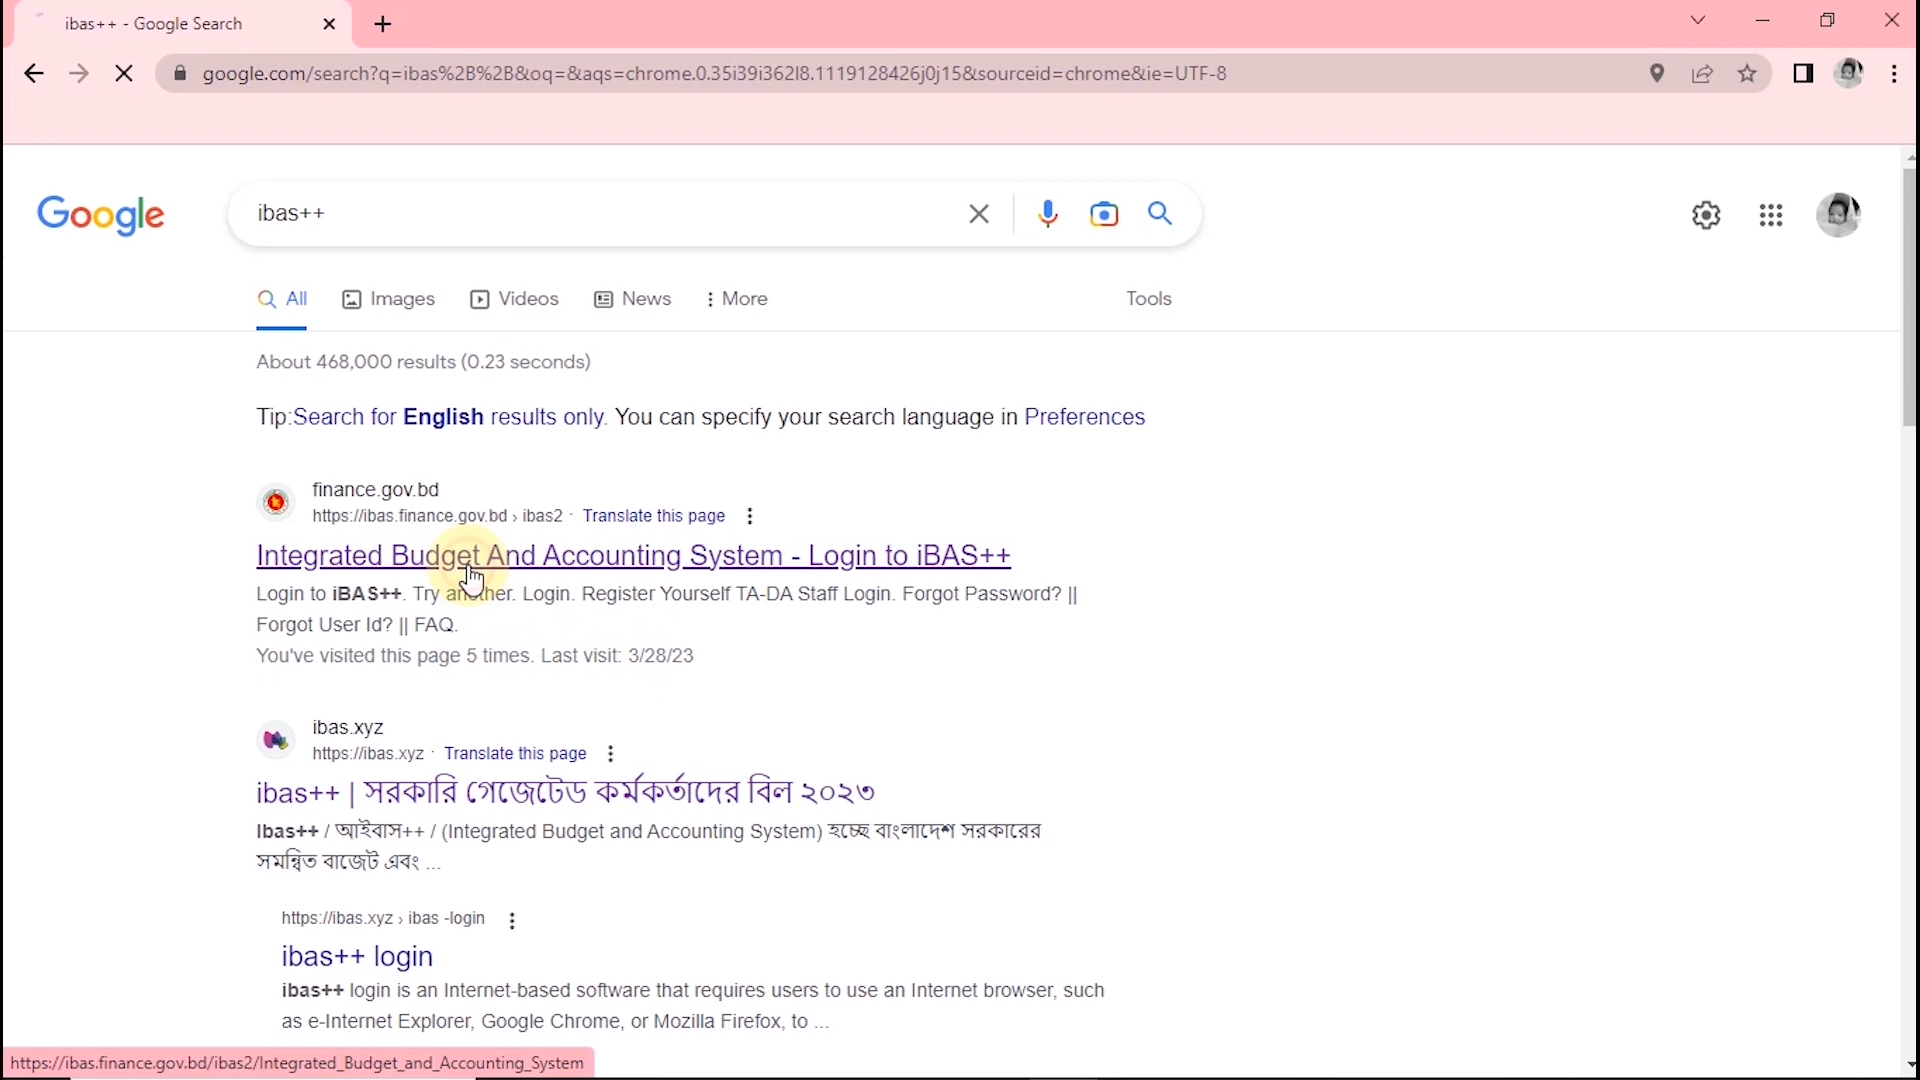 ibas++ - Google Search
google.com/search?q=ibas%2B%2B&oq=&aqs=chrome.0.35i39i362l8.1119128426j0j15&sourceid=chrome&ie=UTF-8
Google
ibas++
All Images Videos News More Tools
About 468,000 results (0.23 seconds)
Tip:Search for English results only. You can specify your search language in Preferences
finance.gov.bd
https://ibas.finance.gov.bd › ibas2 · Translate this page
Integrated Budget And Accounting System - Login to iBAS++
Login to iBAS++. Try another. Login. Register Yourself TA-DA Staff Login. Forgot Password? ||
Forgot User Id? || FAQ.
You've visited this page 5 times. Last visit: 3/28/23
ibas.xyz
https://ibas.xyz · Translate this page
ibas++ | সরকারি গেজেটেড কর্মকর্তাদের বিল ২০২৩
Ibas++ / আইবাস++ / (Integrated Budget and Accounting System) হচ্ছে বাংলাদেশ সরকারের
সমন্বিত বাজেট এবং ...
https://ibas.xyz › ibas -login
ibas++ login
ibas++ login is an Internet-based software that requires users to use an Internet browser, such
as e-Internet Explorer, Google Chrome, or Mozilla Firefox, to ...
https://ibas.finance.gov.bd/ibas2/Integrated_Budget_and_Accounting_System